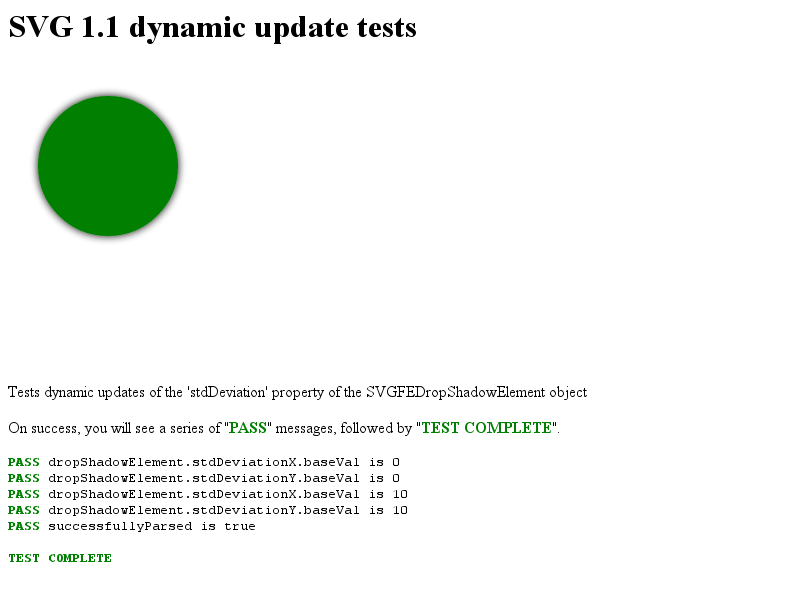 SVG 1.1 dynamic update tests
Tests dynamic updates of the 'stdDeviation' property of the SVGFEDropShadowElement object
On success, you will see a series of "PASS" messages, followed by "TEST COMPLETE".
PASS dropShadowElement.stdDeviationX.baseVal is 0
PASS dropShadowElement.stdDeviationY.baseVal is 0
PASS dropShadowElement.stdDeviationX.baseVal is 10
PASS dropShadowElement.stdDeviationY.baseVal is 10
PASS successfullyParsed is true
TEST COMPLETE